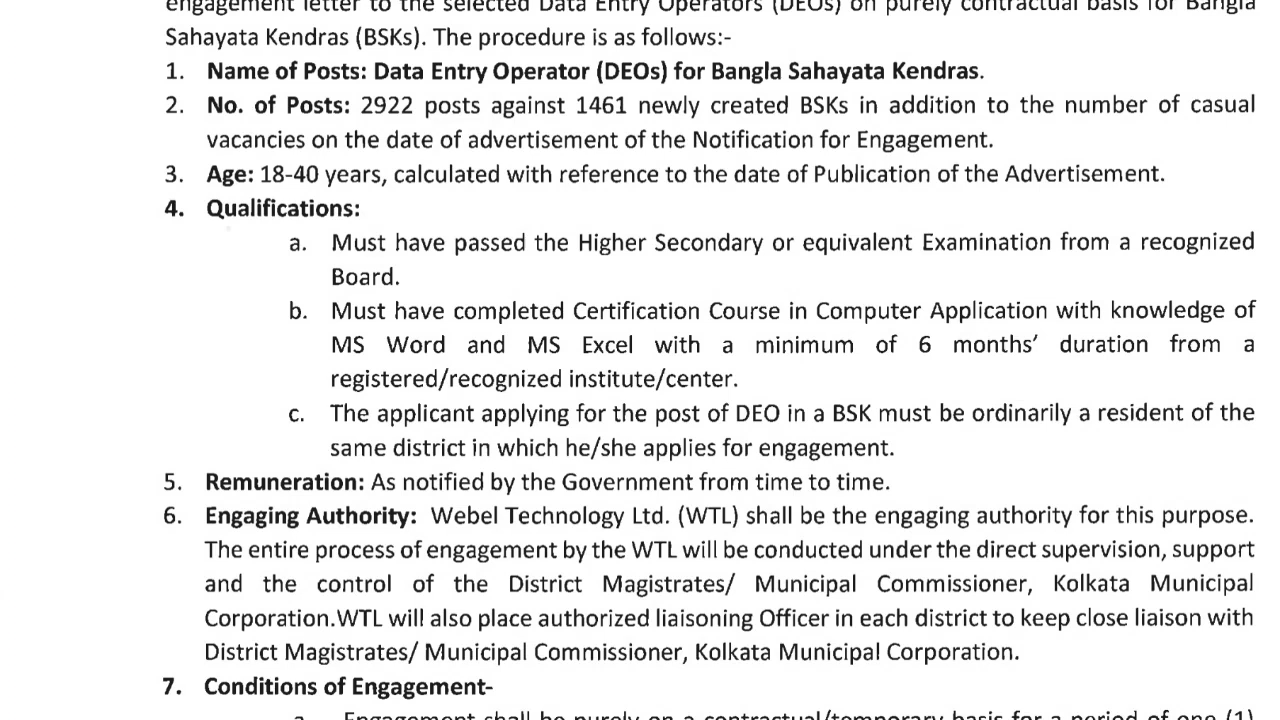 engagement letter to the selected Data Entry Operators (DEOs) on purely contractual basis for Bangla
Sahayata Kendras (BSKs). The procedure is as follows:-
1. Name of Posts: Data Entry Operator (DEOs) for Bangla Sahayata Kendras.
2. No. of Posts: 2922 posts against 1461 newly created BSKs in addition to the number of casual
vacancies on the date of advertisement of the Notification for Engagement.
3. Age: 18-40 years, calculated with reference to the date of Publication of the Advertisement.
4. Qualifications:
a. Must have passed the Higher Secondary or equivalent Examination from a recognized
Board.
b. Must have completed Certification Course in Computer Application with knowledge of
MS Word and MS Excel with a minimum of 6 months’ duration from a
registered/recognized institute/center.
c. The applicant applying for the post of DEO in a BSK must be ordinarily a resident of the
same district in which he/she applies for engagement.
5. Remuneration: As notified by the Government from time to time.
6. Engaging Authority: Webel Technology Ltd. (WTL) shall be the engaging authority for this purpose.
The entire process of engagement by the WTL will be conducted under the direct supervision, support
and the control of the District Magistrates/ Municipal Commissioner, Kolkata Municipal
Corporation.WTL will also place authorized liaisoning Officer in each district to keep close liaison with
District Magistrates/ Municipal Commissioner, Kolkata Municipal Corporation.
7. Conditions of Engagement-
a. Engagement shall be purely on a contractual/temporary basis for a period of one (1)